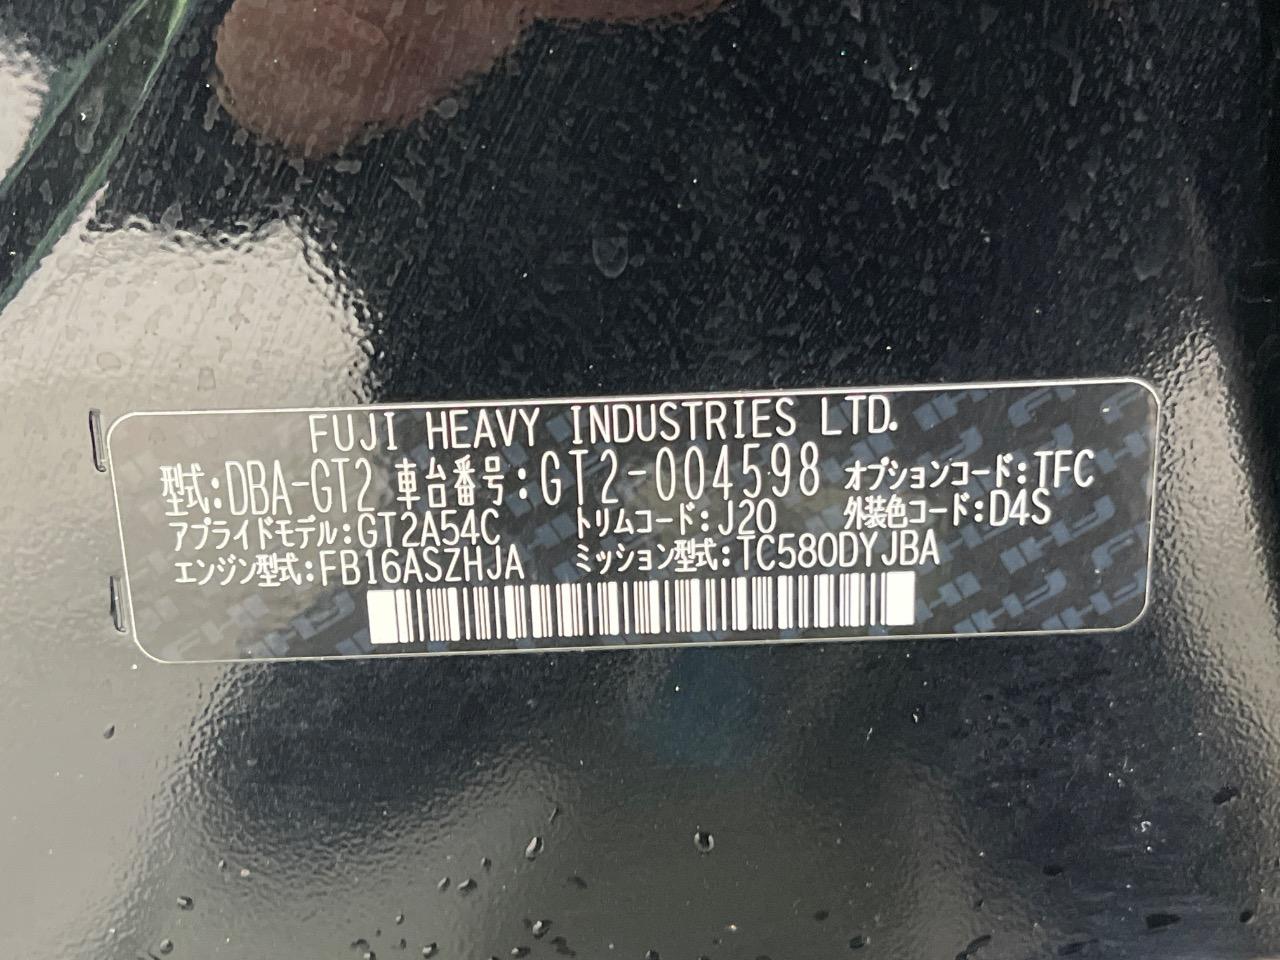 FUJI HEAVY INDUSTRIES LTD.
型式:DBA-GT2 車台番号:GT2-004598 オプションコード:TFC
アプライドモデル:GT2A54C トリムコード:J20 外装色コード:D4S
エンジン型式:FB16ASZHJA ミッション型式:TC580DYJBA